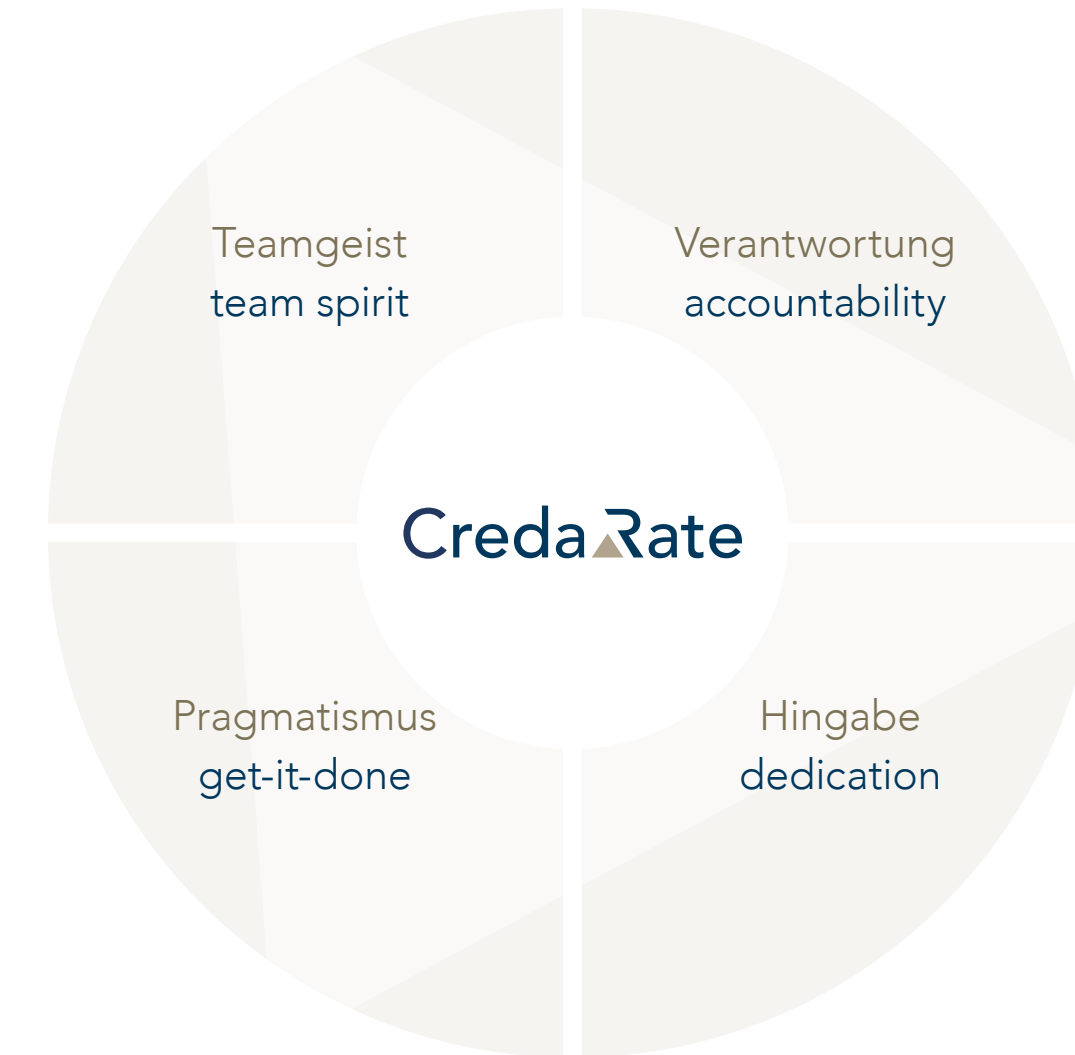 Teamgeist
team spirit
Verantwortung
accountability
CredaRate
Pragmatismus
get-it-done
Hingabe
dedication